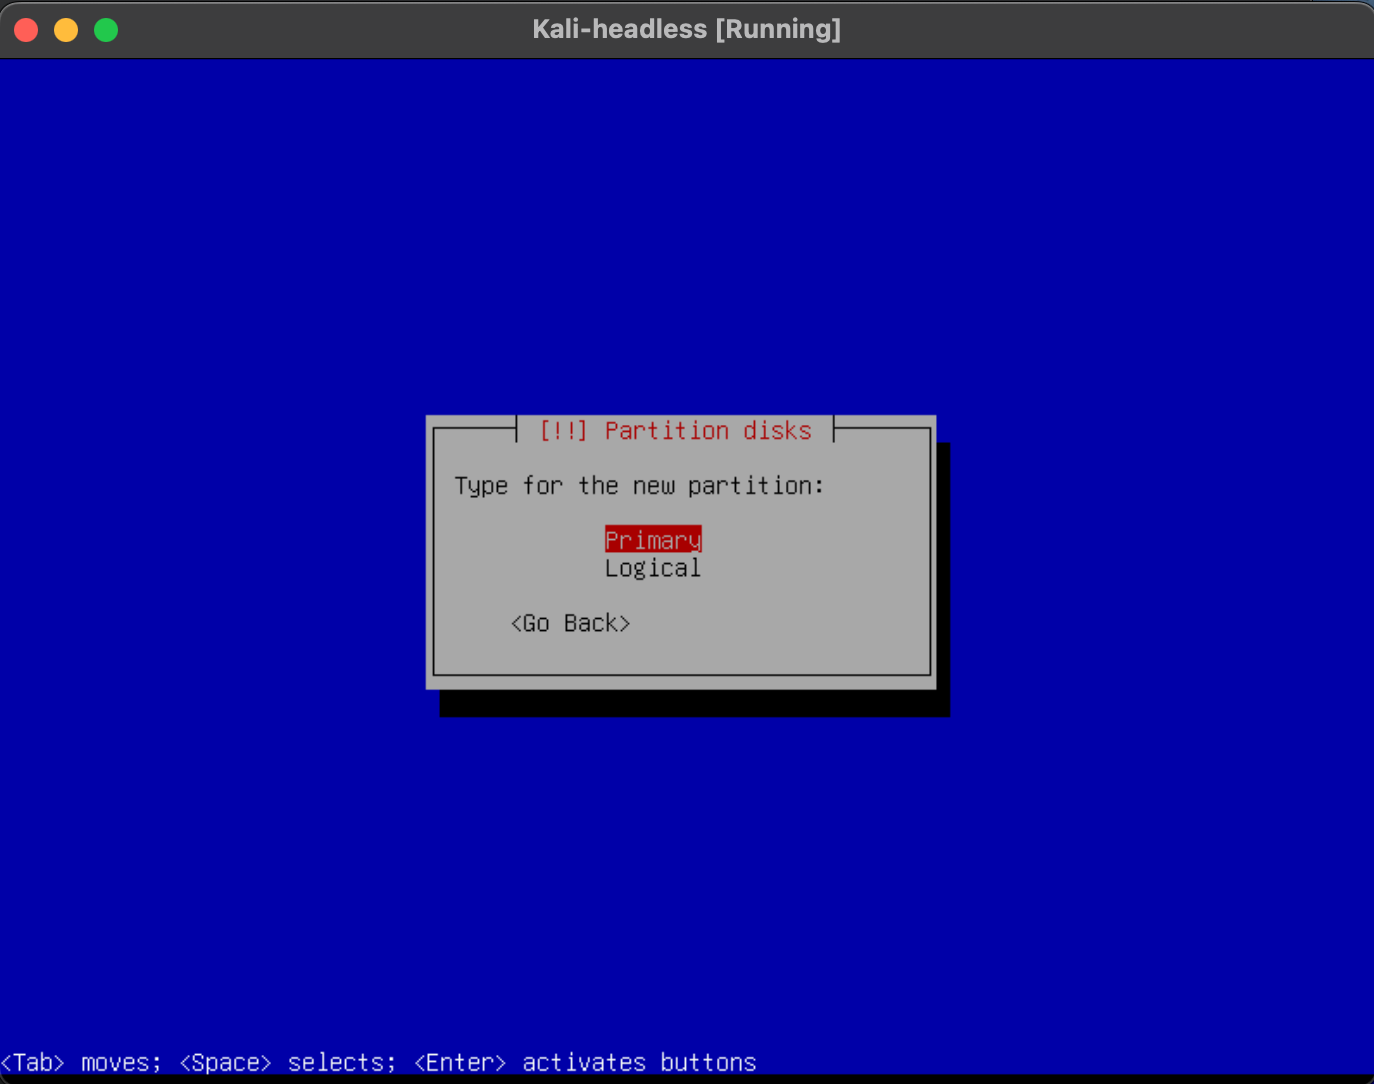 Kali-headless [Running]
[!!] Partition disks
Type for the new partition:
Primary
Logical
<Go Back>
<Tab> moves; <Space> selects; <Enter> activates buttons